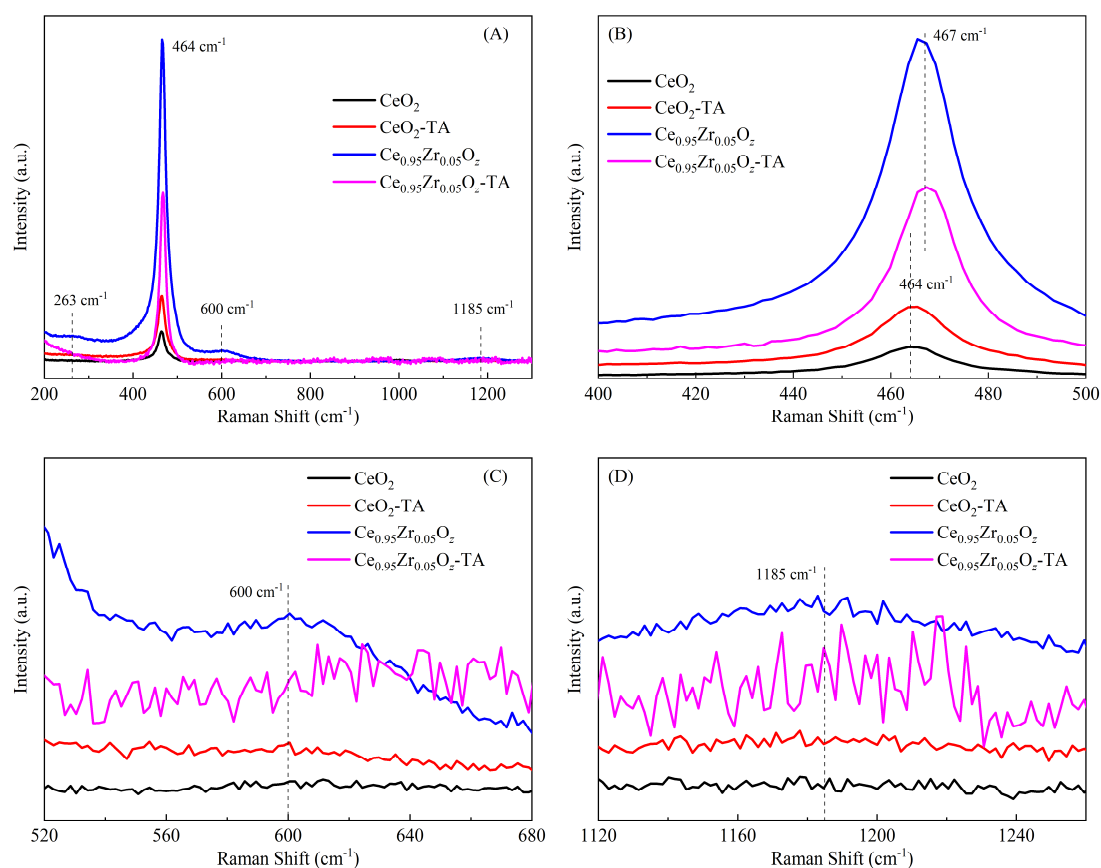 (A)
464 cm⁻¹
CeO₂
CeO₂-TA
Ce₀.₉₅Zr₀.₀₅O𝑧
Ce₀.₉₅Zr₀.₀₅O𝑧-TA
263 cm⁻¹
600 cm⁻¹
1185 cm⁻¹
Intensity (a.u.)
200 400 600 800 1000 1200
Raman Shift (cm⁻¹)
(B)
467 cm⁻¹
CeO₂
CeO₂-TA
Ce₀.₉₅Zr₀.₀₅O𝑧
Ce₀.₉₅Zr₀.₀₅O𝑧-TA
464 cm⁻¹
Intensity (a.u.)
400 420 440 460 480 500
Raman Shift (cm⁻¹)
(C)
CeO₂
CeO₂-TA
Ce₀.₉₅Zr₀.₀₅O𝑧
Ce₀.₉₅Zr₀.₀₅O𝑧-TA
600 cm⁻¹
Intensity (a.u.)
520 560 600 640 680
Raman Shift (cm⁻¹)
(D)
CeO₂
CeO₂-TA
Ce₀.₉₅Zr₀.₀₅O𝑧
Ce₀.₉₅Zr₀.₀₅O𝑧-TA
1185 cm⁻¹
Intensity (a.u.)
1120 1160 1200 1240
Raman Shift (cm⁻¹)